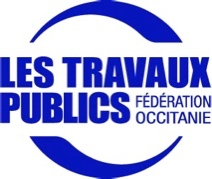 LES TRAVAUX
PUBLICS FÉDÉRATION
OCCITANIE